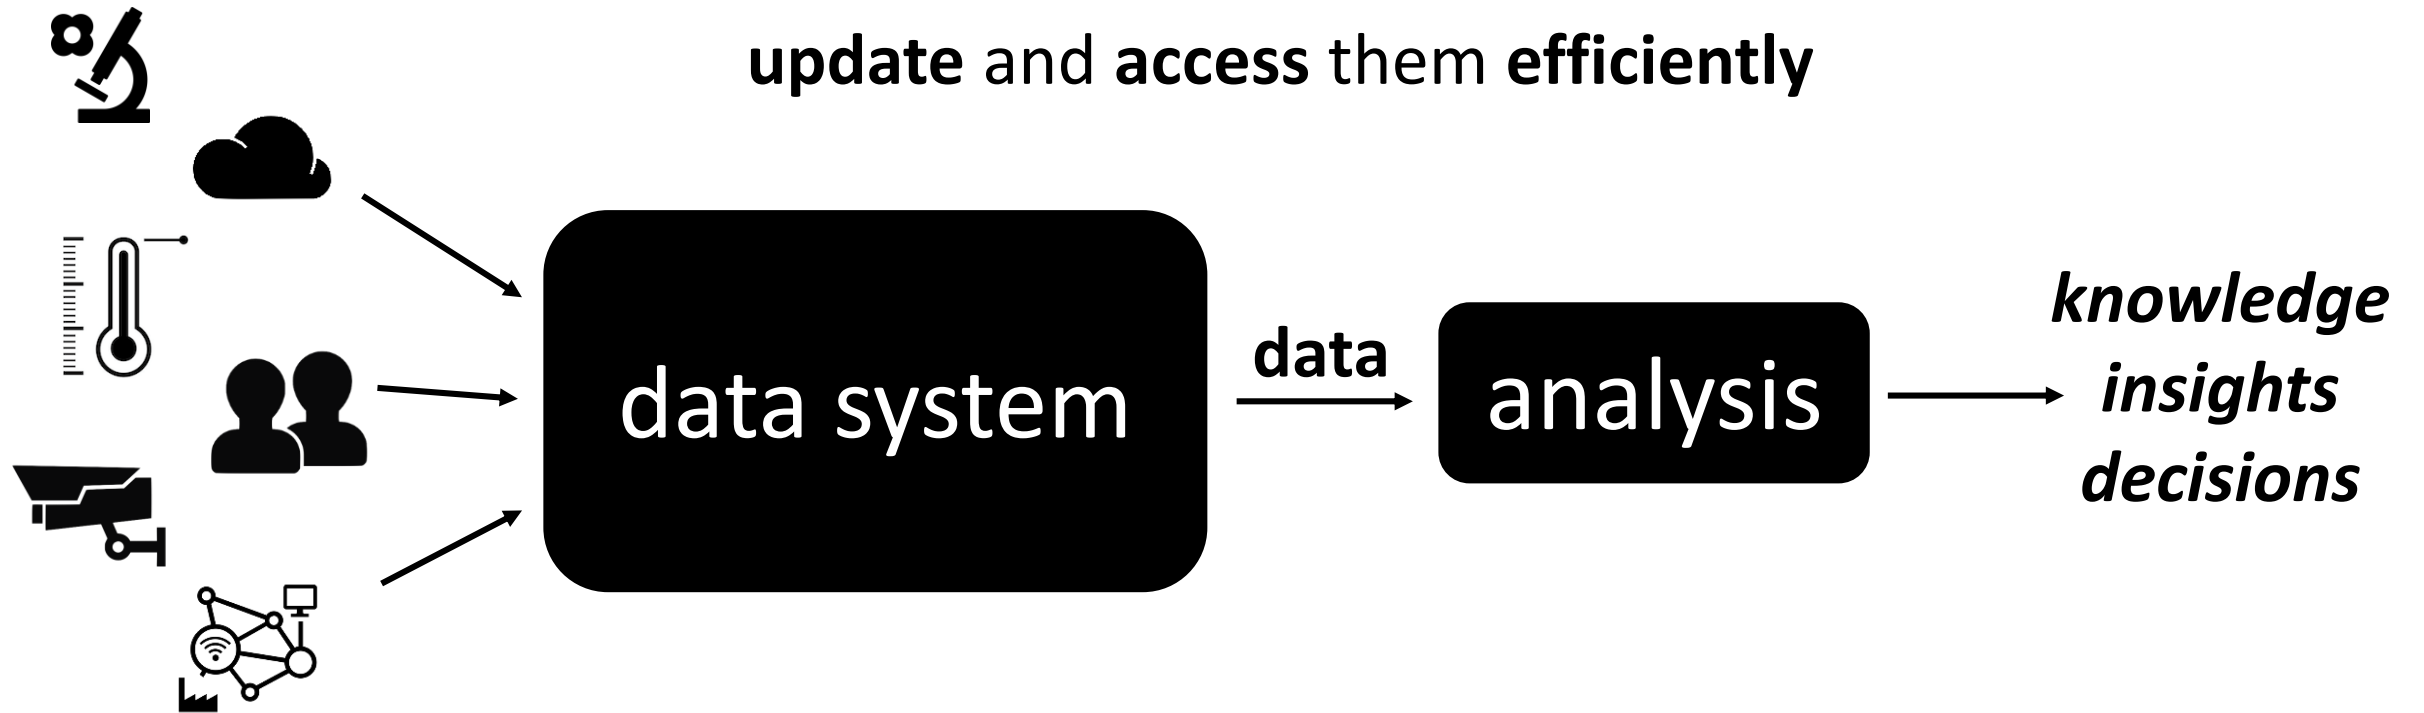 update and access them efficiently
data system
data
analysis
knowledge
insights
decisions